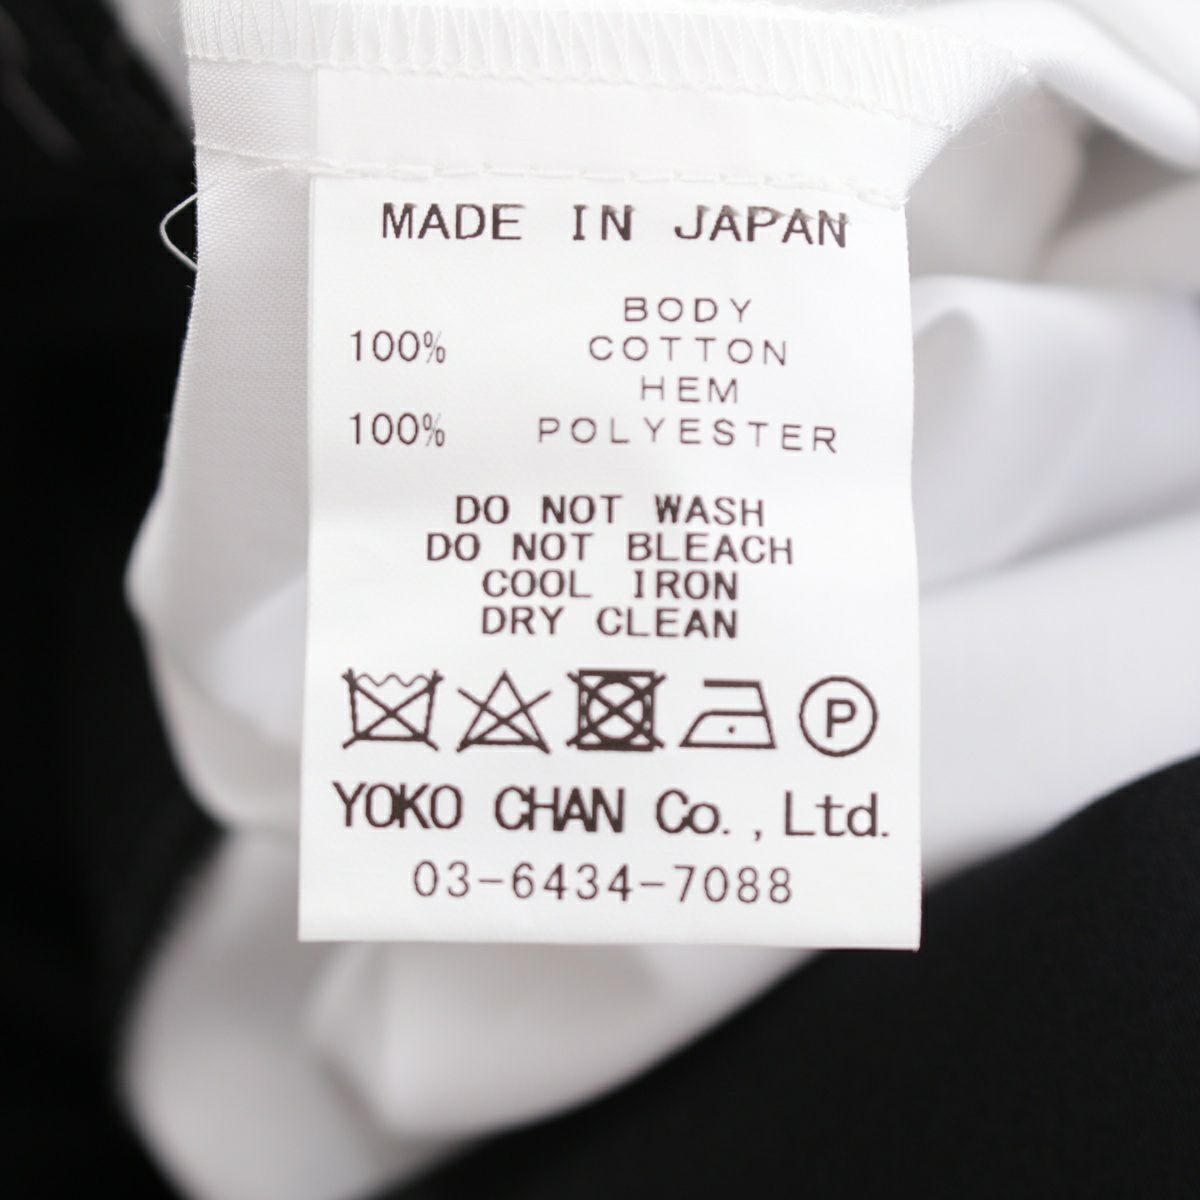 MADE IN JAPAN
BODY
100% COTTON
HEM
100% POLYESTER
DO NOT WASH
DO NOT BLEACH
COOL IRON
DRY CLEAN
P
YOKO CHAN Co., Ltd.
03-6434-7088